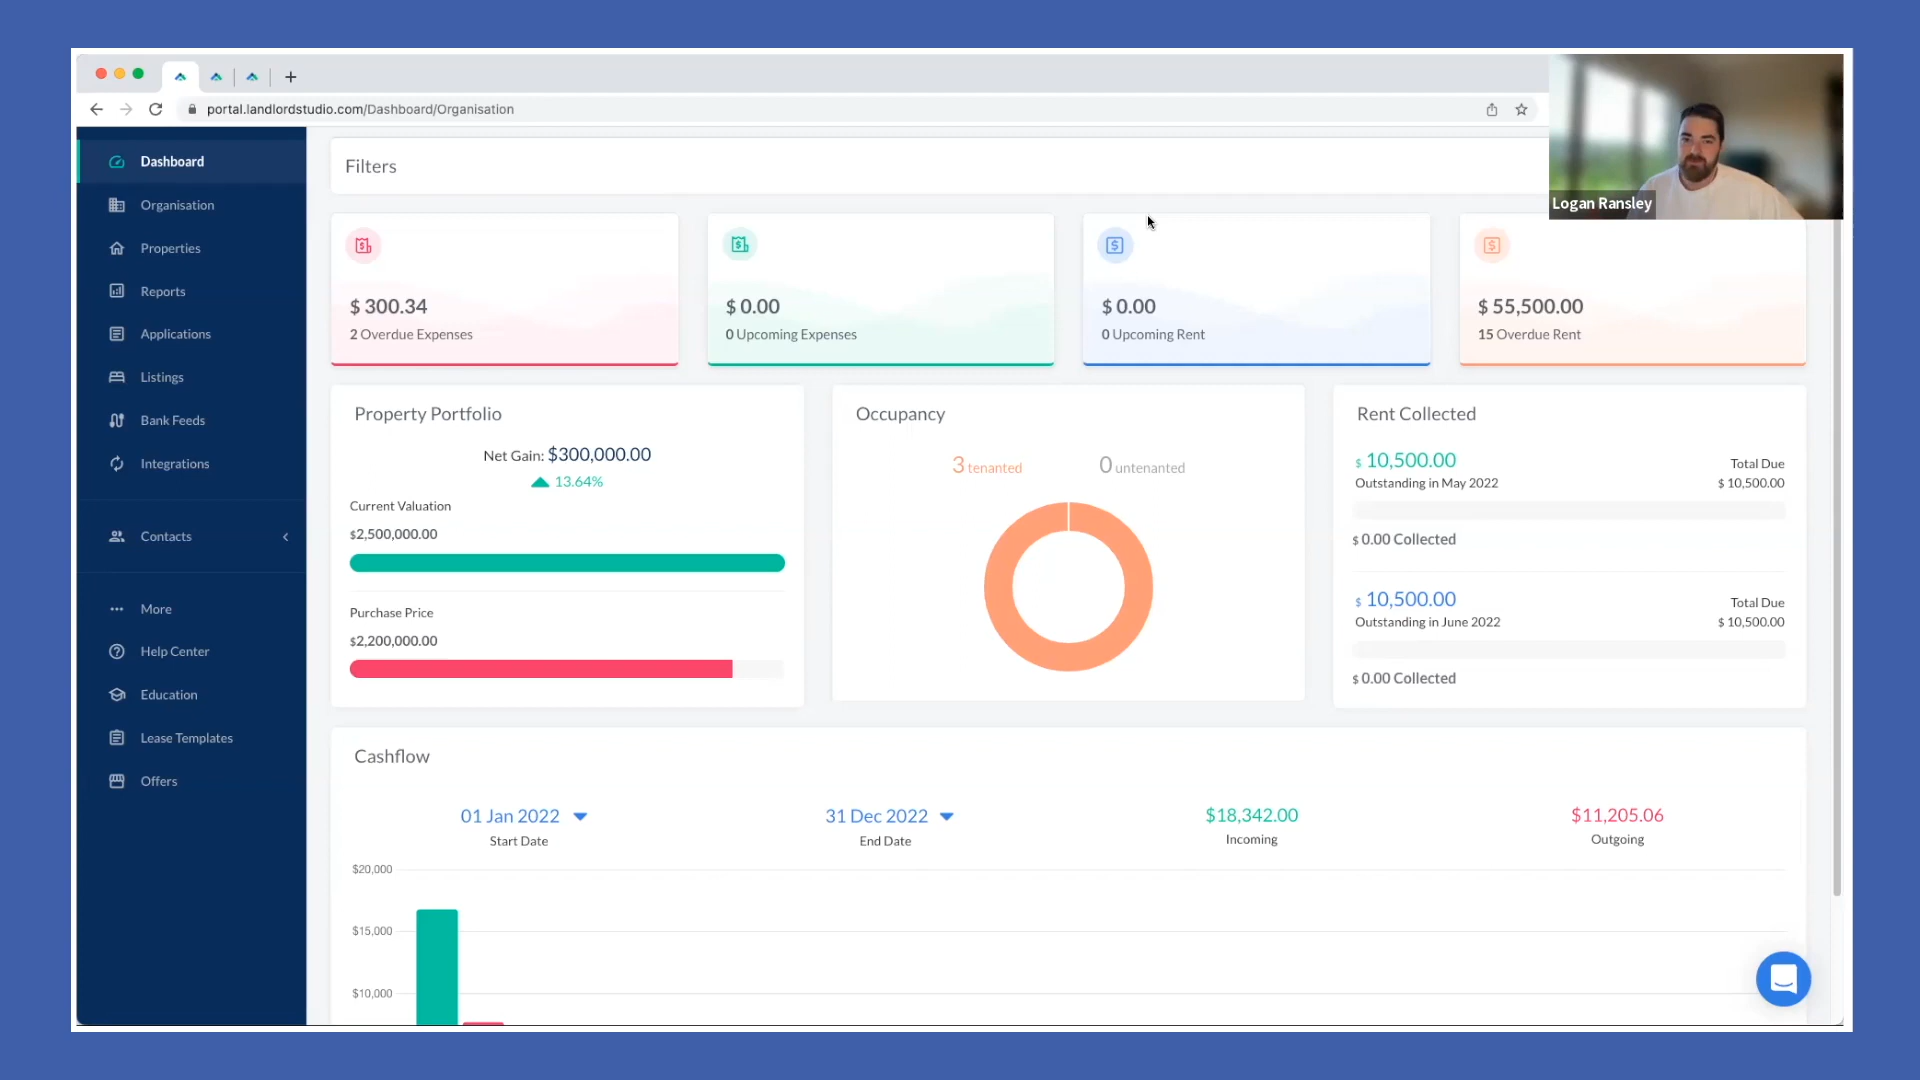 portal.landlordstudio.com/Dashboard/Organisation
Logan Ransley
Dashboard
Organisation
Properties
Reports
Applications
Listings
Bank Feeds
Integrations
Contacts
More
Help Center
Education
Lease Templates
Offers
Filters
$ 300.34
2 Overdue Expenses
$ 0.00
0 Upcoming Expenses
$ 0.00
0 Upcoming Rent
$ 55,500.00
15 Overdue Rent
Property Portfolio
Net Gain: $300,000.00
13.64%
Current Valuation
$2,500,000.00
Purchase Price
$2,200,000.00
Occupancy
3 tenanted
0 untenanted
Rent Collected
$ 10,500.00
Total Due
Outstanding in May 2022
$ 10,500.00
$ 0.00 Collected
$ 10,500.00
Total Due
Outstanding in June 2022
$ 10,500.00
$ 0.00 Collected
Cashflow
01 Jan 2022
Start Date
31 Dec 2022
End Date
$18,342.00
Incoming
$11,205.06
Outgoing
$20,000
$15,000
$10,000